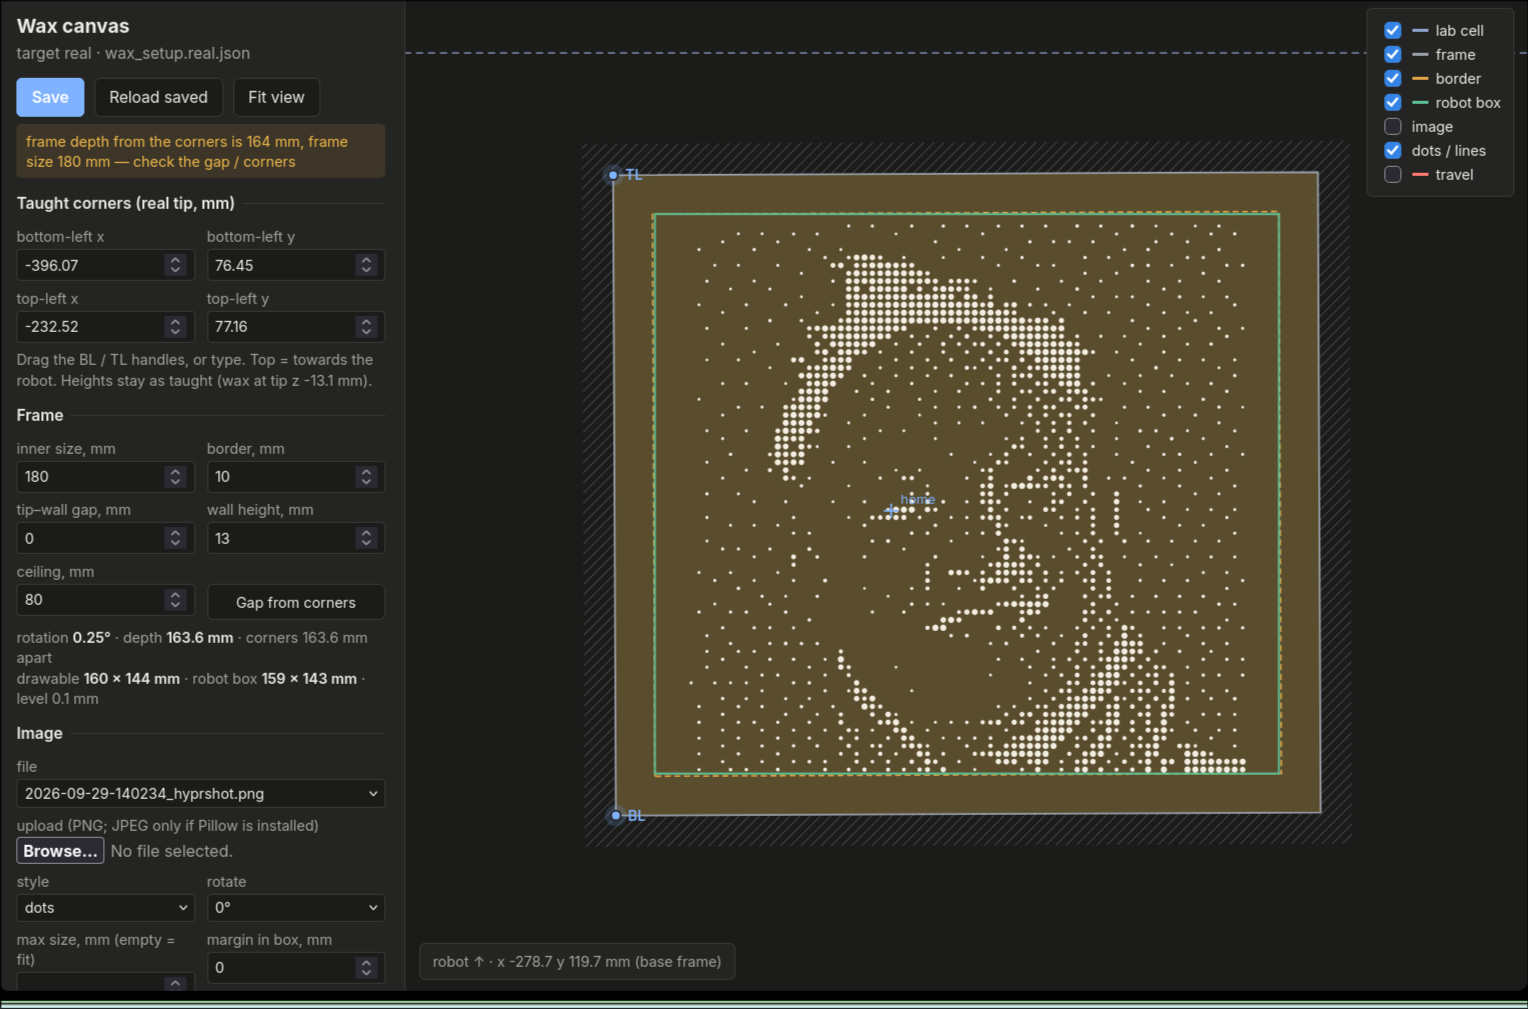 Wax canvas
target real · wax_setup.real.json
Save Reload saved Fit view
frame depth from the corners is 164 mm, frame
size 180 mm — check the gap / corners
Taught corners (real tip, mm)
bottom-left x bottom-left y
-396.07 76.45
top-left x top-left y
-232.52 77.16
Drag the BL / TL handles, or type. Top = towards the
robot. Heights stay as taught (wax at tip z -13.1 mm).
Frame
inner size, mm border, mm
180 10
tip–wall gap, mm wall height, mm
0 13
ceiling, mm
80 Gap from corners
rotation 0.25° · depth 163.6 mm · corners 163.6 mm
apart
drawable 160 × 144 mm · robot box 159 × 143 mm ·
level 0.1 mm
Image
file
2026-09-29-140234_hyprshot.png
upload (PNG; JPEG only if Pillow is installed)
Browse... No file selected.
style rotate
dots 0°
max size, mm (empty =
fit)
margin in box, mm
0
TL
home
BL
robot ↑ · x -278.7 y 119.7 mm (base frame)
lab cell
frame
border
robot box
image
dots / lines
travel